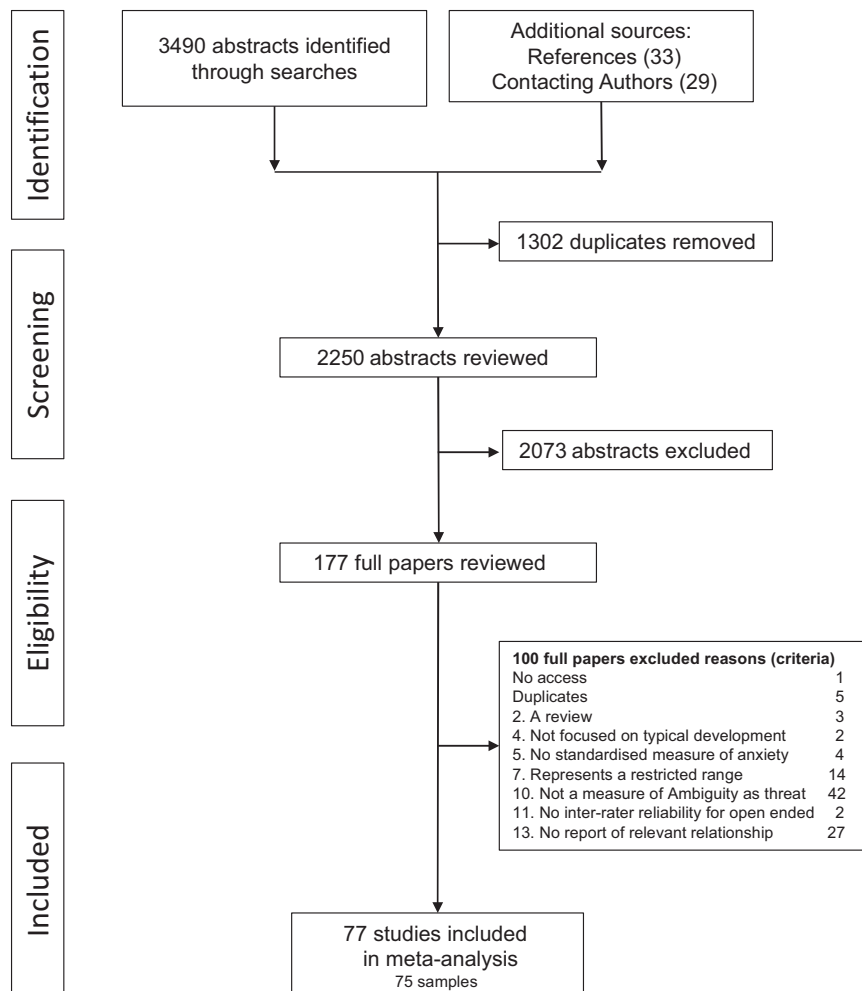 Identification
3490 abstracts identified
through searches
Additional sources:
References (33)
Contacting Authors (29)
1302 duplicates removed
Screening
2250 abstracts reviewed
2073 abstracts excluded
Eligibility
177 full papers reviewed
100 full papers excluded reasons (criteria)
No access 1
Duplicates 5
2. A review 3
4. Not focused on typical development 2
5. No standardised measure of anxiety 4
7. Represents a restricted range 14
10. Not a measure of Ambiguity as threat 42
11. No inter-rater reliability for open ended 2
13. No report of relevant relationship 27
Included
77 studies included
in meta-analysis
75 samples